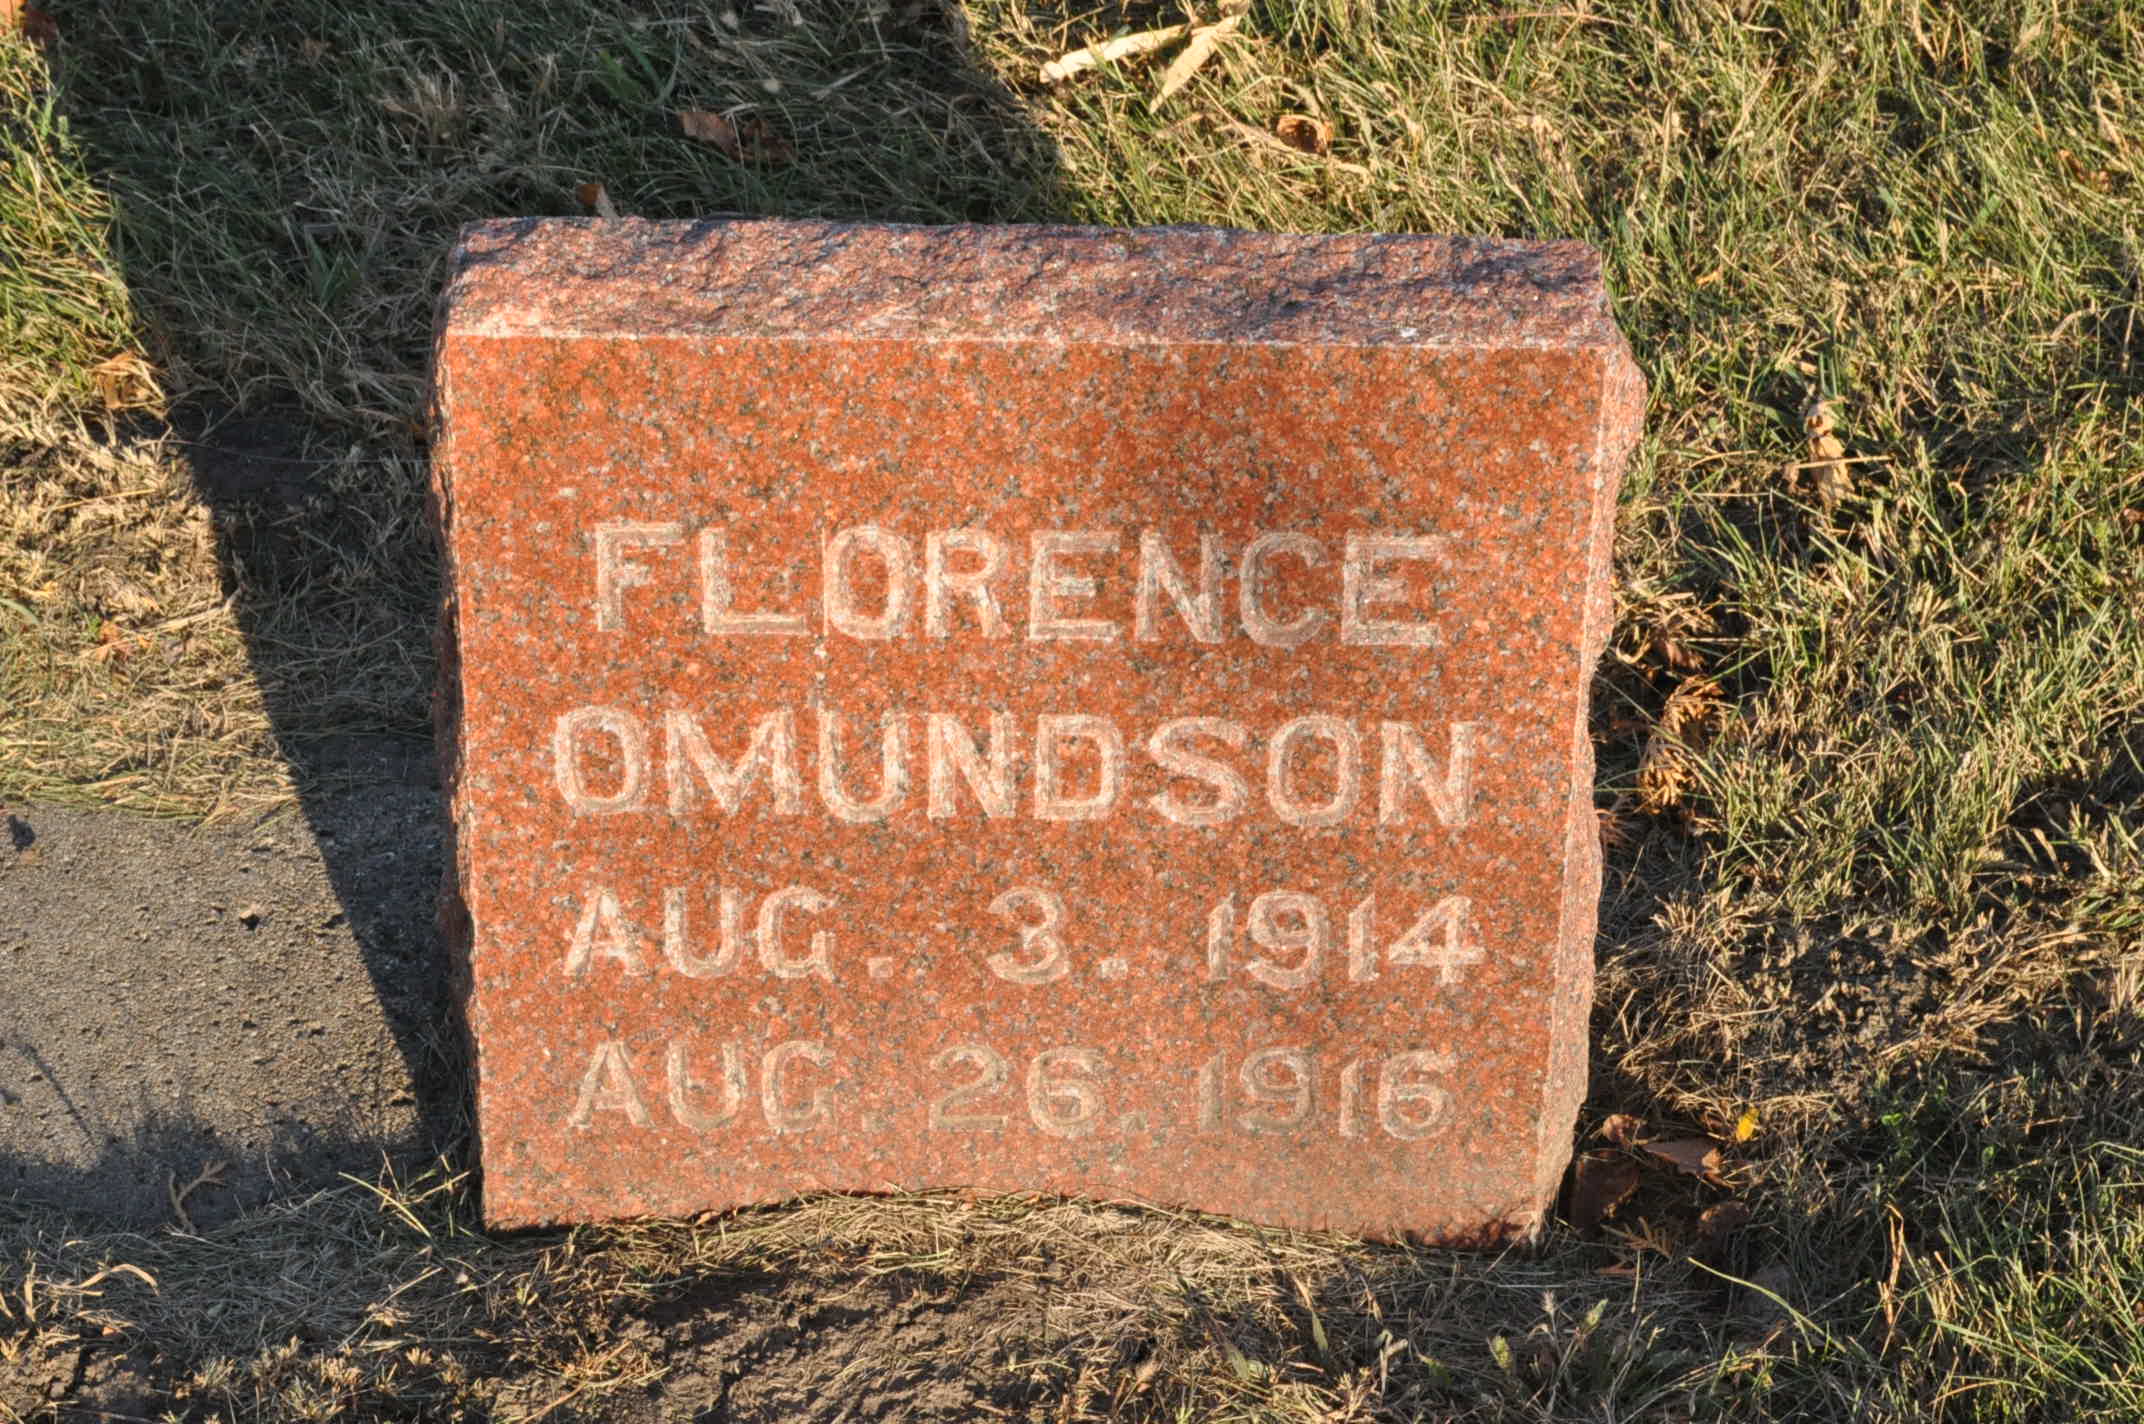 FLORENCE
OMUNDSON
AUG. 3. 1914
AUG. 26. 1916